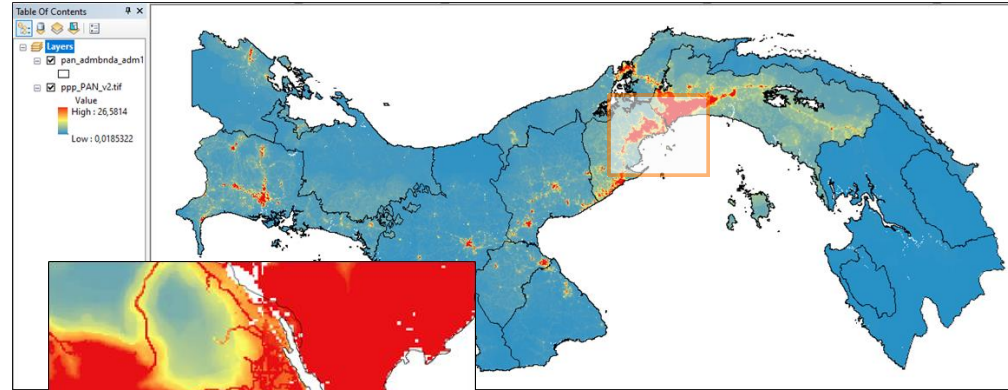 Table Of Contents
Layers
pan_admbnda_adm1
ppp_PAN_v2.tif
Value
High : 26,5814
Low : 0,0185322